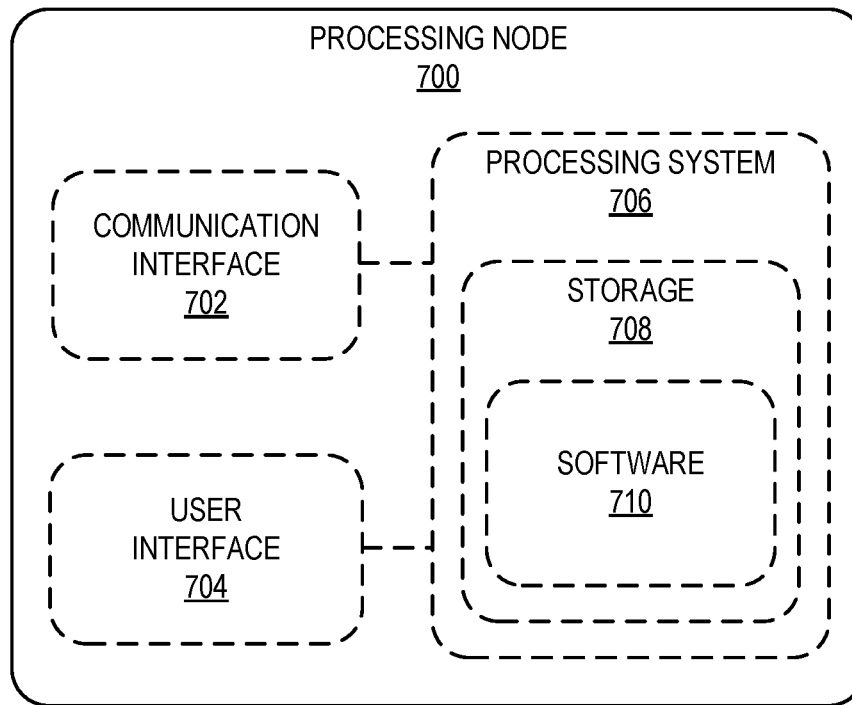 PROCESSING NODE
700
PROCESSING SYSTEM
706
COMMUNICATION
INTERFACE
702
STORAGE
708
SOFTWARE
710
USER
INTERFACE
704